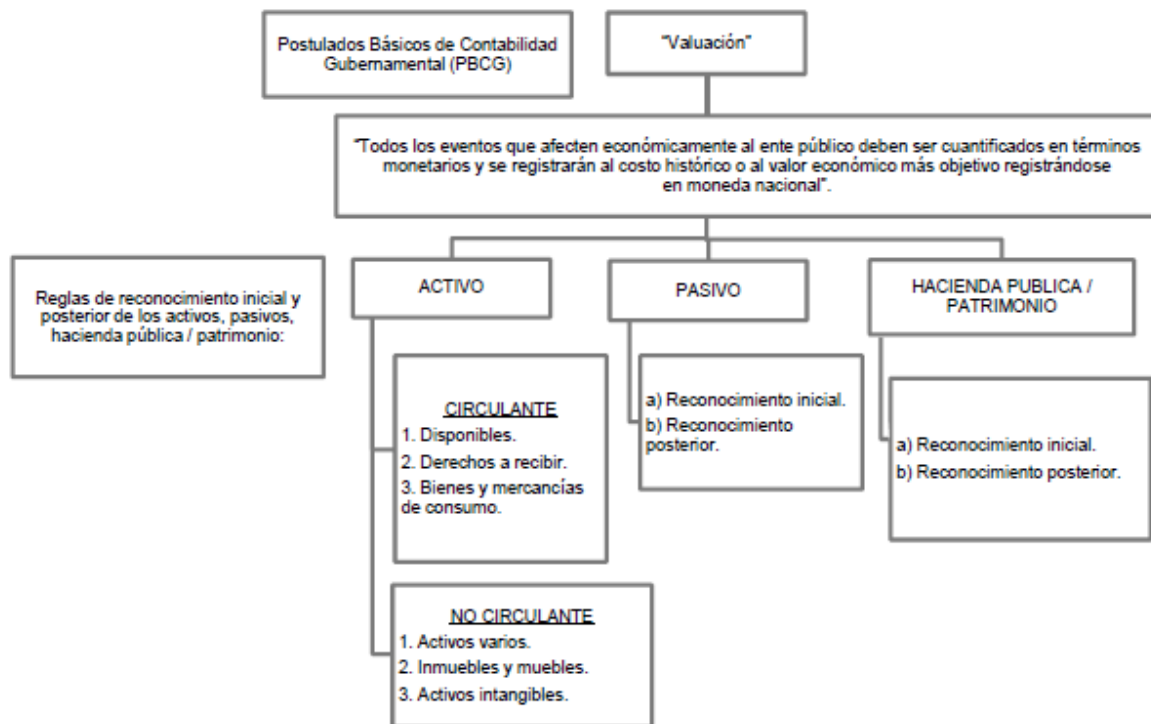 Postulados Básicos de Contabilidad
Gubernamental (PBCG)
"Valuación"
"Todos los eventos que afecten económicamente al ente público deben ser cuantificados en términos
monetarios y se registrarán al costo histórico o al valor económico más objetivo registrándose
en moneda nacional".
Reglas de reconocimiento inicial y
posterior de los activos, pasivos,
hacienda pública / patrimonio:
ACTIVO
CIRCULANTE
1. Disponibles.
2. Derechos a recibir.
3. Bienes y mercancías
de consumo.
NO CIRCULANTE
1. Activos varios.
2. Inmuebles y muebles.
3. Activos intangibles.
PASIVO
a) Reconocimiento inicial.
b) Reconocimiento
posterior.
HACIENDA PUBLICA /
PATRIMONIO
a) Reconocimiento inicial.
b) Reconocimiento posterior.